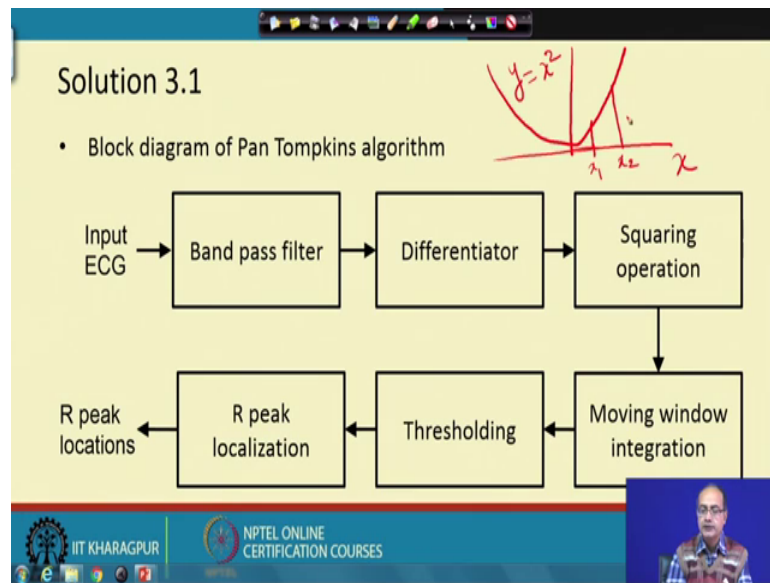 Solution 3.1
y=x²
x₁
x₂
x
• Block diagram of Pan Tompkins algorithm
Input
ECG
Band pass filter
Differentiator
Squaring
operation
R peak
locations
R peak
localization
Thresholding
Moving window
integration
IIT KHARAGPUR
NPTEL ONLINE
CERTIFICATION COURSES